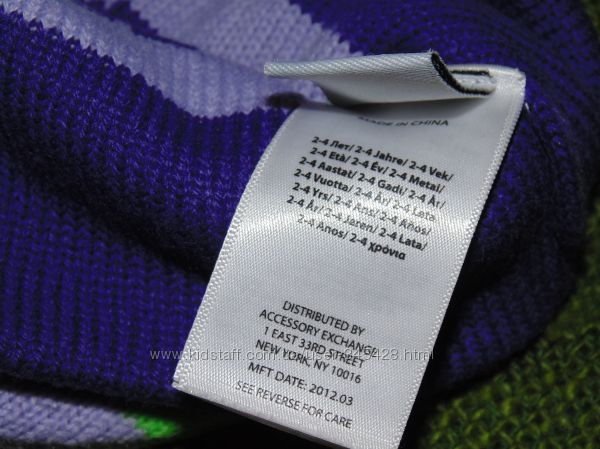 MADE IN CHINA
2-4 Лет/ 2-4 Jahre/ 2-4 Vek/
2-4 Età/ 2-4 Év/ 2-4 Metai/
2-4 Aastat/ 2-4 Gadi/ 2-4 År/
2-4 Vuotta/ 2-4 År/ 2-4 Lata
2-4 Yrs/ 2-4 Ans/ 2-4 Años/
2-4 År/ 2-4 Jaren/ 2-4 Lata/
2-4 Anos/ 2-4 χρόνια
DISTRIBUTED BY
ACCESSORY EXCHANGE
1 EAST 33RD STREET
NEW YORK, NY 10016
MFT DATE: 2012.03
SEE REVERSE FOR CARE